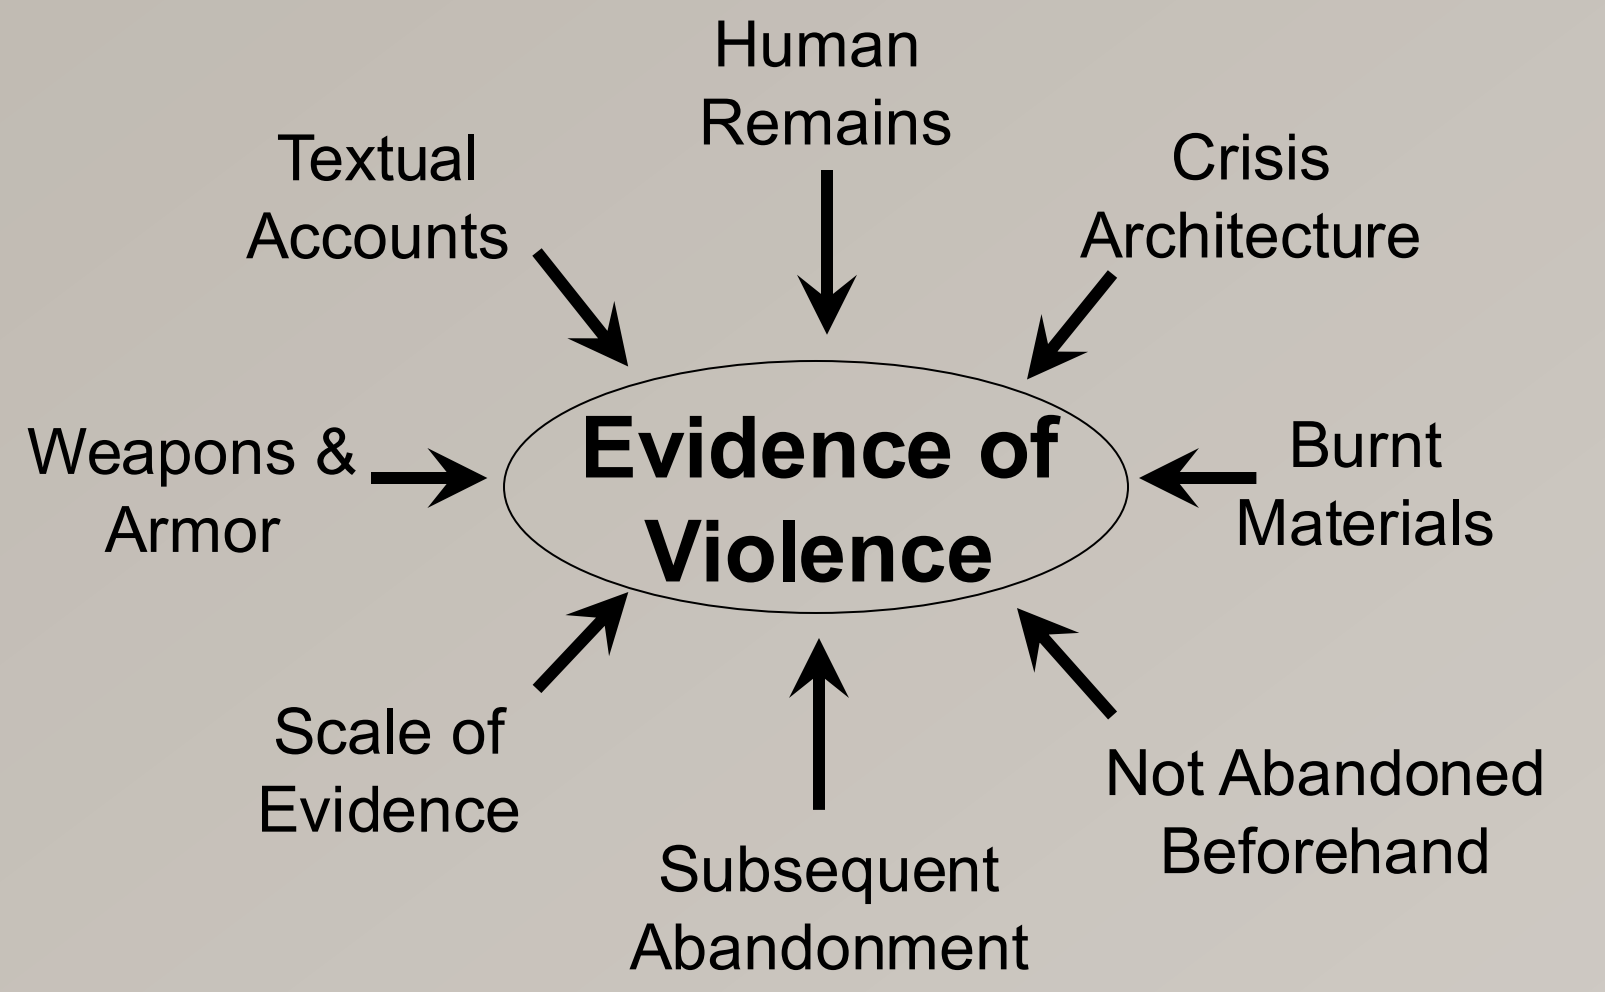 Human
Remains
Textual
Accounts
Crisis
Architecture
Weapons &
Armor
Evidence of
Violence
Burnt
Materials
Scale of
Evidence
Subsequent
Abandonment
Not Abandoned
Beforehand